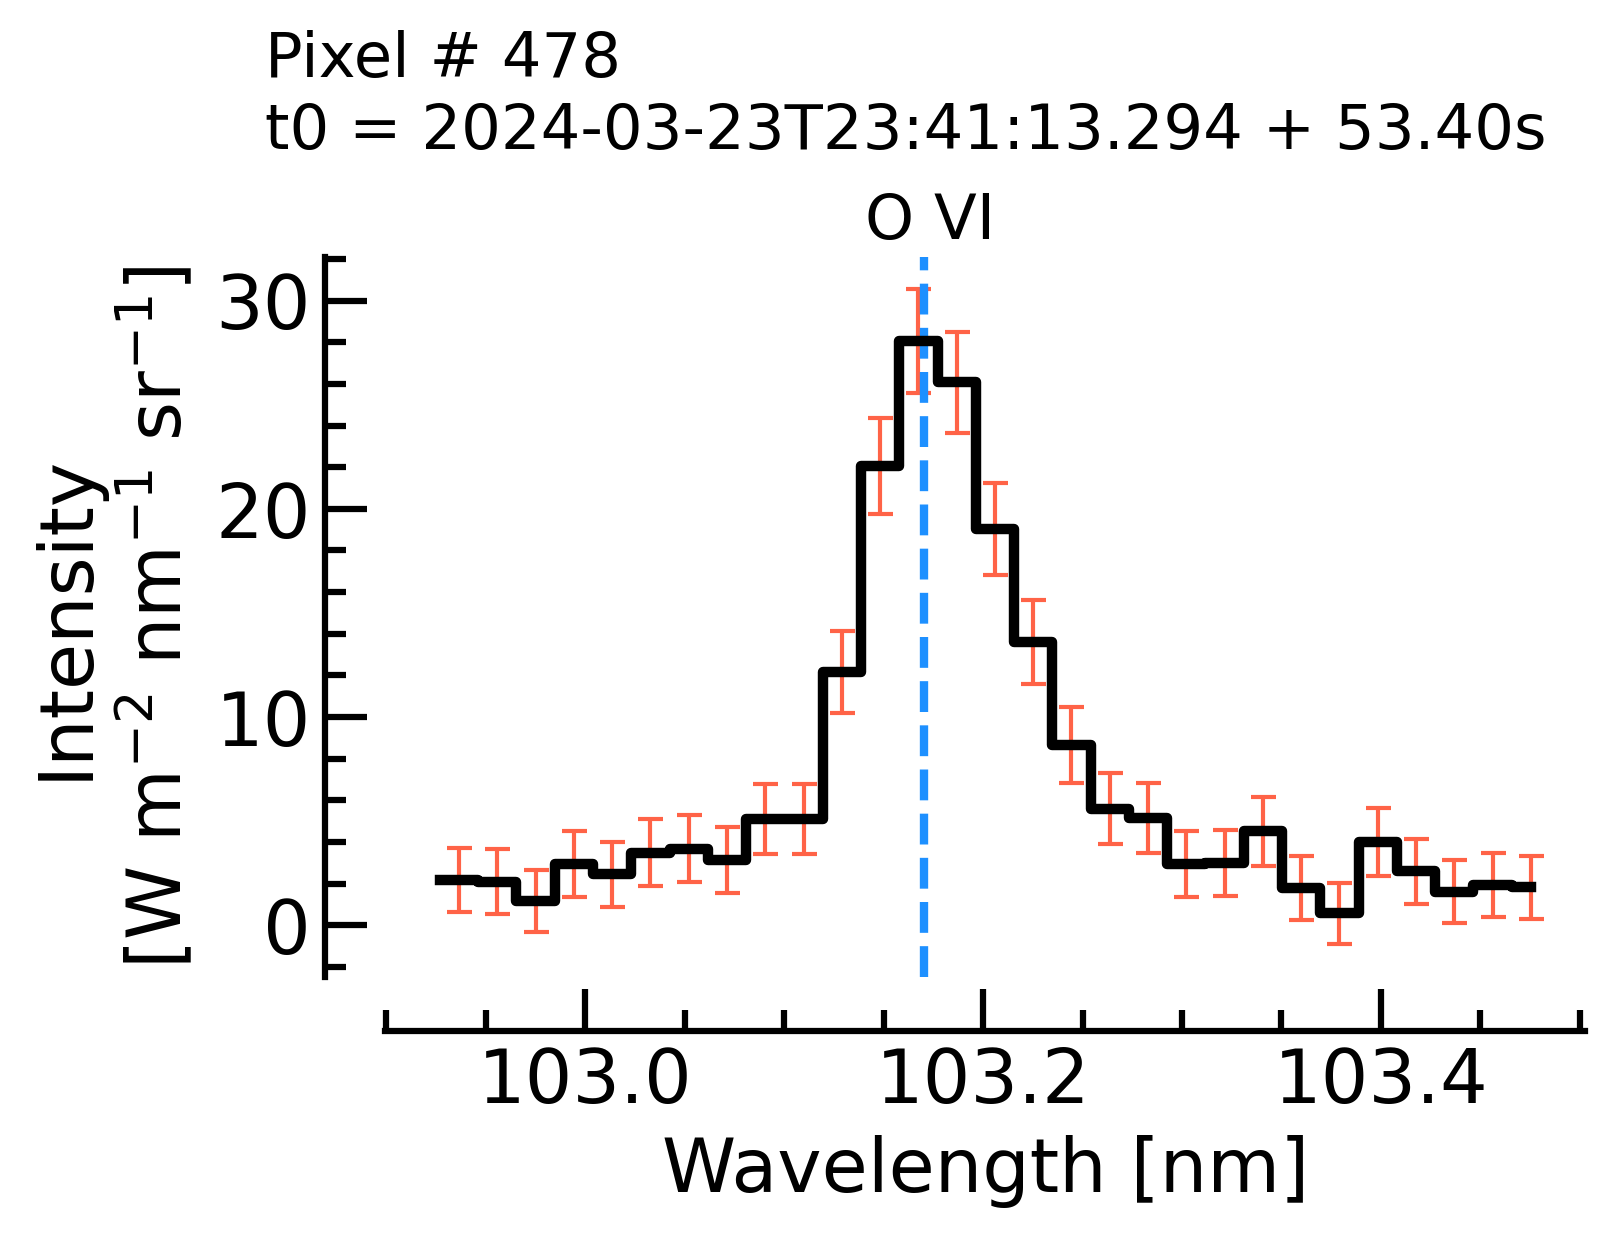 Pixel # 478
t0 = 2024-03-23T23:41:13.294 + 53.40s
O VI
Intensity
[W m⁻² nm⁻¹ sr⁻¹]
30
20
10
0
103.0 103.2 103.4
Wavelength [nm]